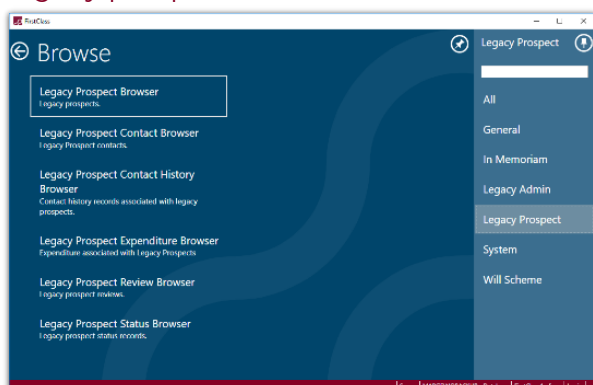 FirstClass
Browse
Legacy Prospect Browser
Legacy prospects.
Legacy Prospect Contact Browser
Legacy Prospect contacts.
Legacy Prospect Contact History
Browser
Contact history records associated with legacy
prospects.
Legacy Prospect Expenditure Browser
Expenditure associated with Legacy Prospects
Legacy Prospect Review Browser
Legacy prospect reviews.
Legacy Prospect Status Browser
Legacy prospect status records.
Legacy Prospect
All
General
In Memoriam
Legacy Admin
Legacy Prospect
System
Will Scheme